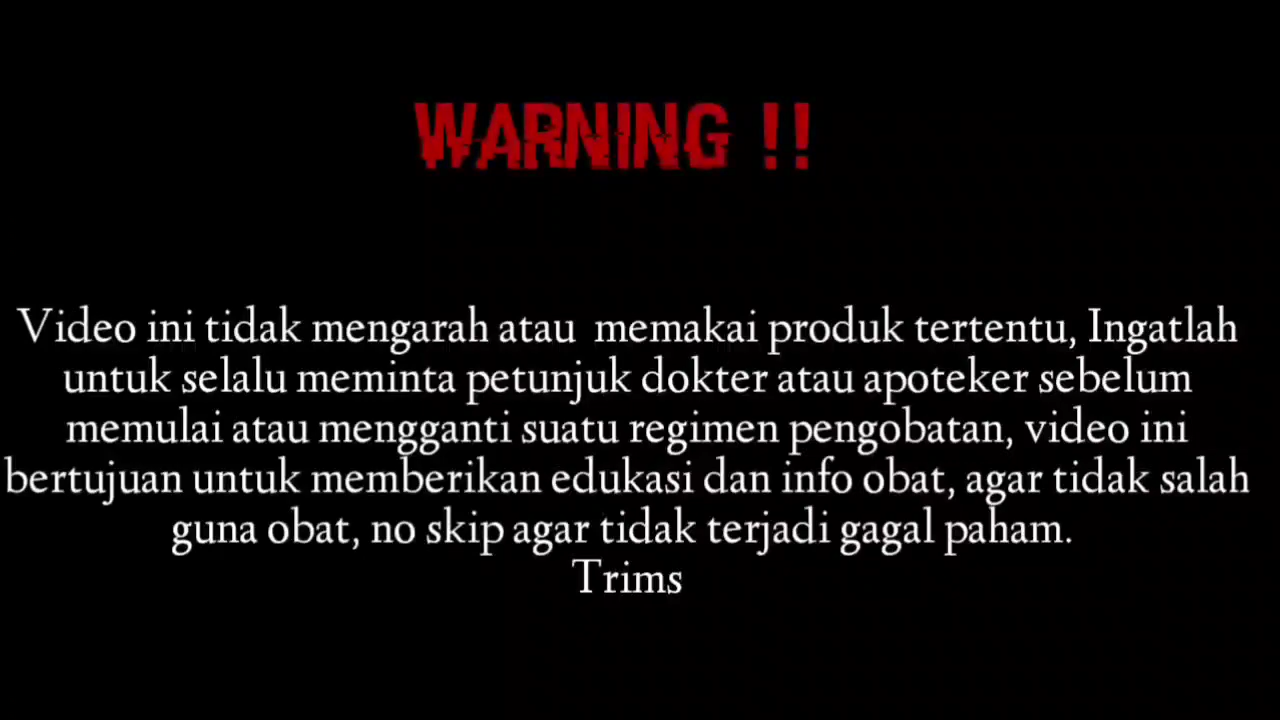 WARNING !!
Video ini tidak mengarah atau memakai produk tertentu, Ingatlah
untuk selalu meminta petunjuk dokter atau apoteker sebelum
memulai atau mengganti suatu regimen pengobatan, video ini
bertujuan untuk memberikan edukasi dan info obat, agar tidak salah
guna obat, no skip agar tidak terjadi gagal paham.
Trims